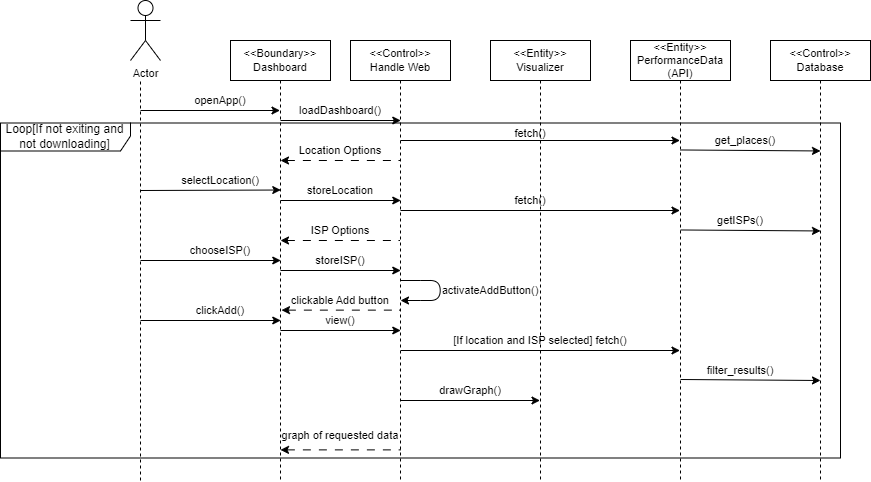 Actor
<<Boundary>>
Dashboard
<<Control>>
Handle Web
<<Entity>>
Visualizer
<<Entity>>
PerformanceData
(API)
<<Control>>
Database
openApp()
loadDashboard()
Loop[If not exiting and
not downloading]
fetch()
get_places()
Location Options
selectLocation()
storeLocation
fetch()
getISPs()
ISP Options
chooseISP()
storeISP()
activateAddButton()
clickable Add button
clickAdd()
view()
[If location and ISP selected] fetch()
filter_results()
drawGraph()
graph of requested data